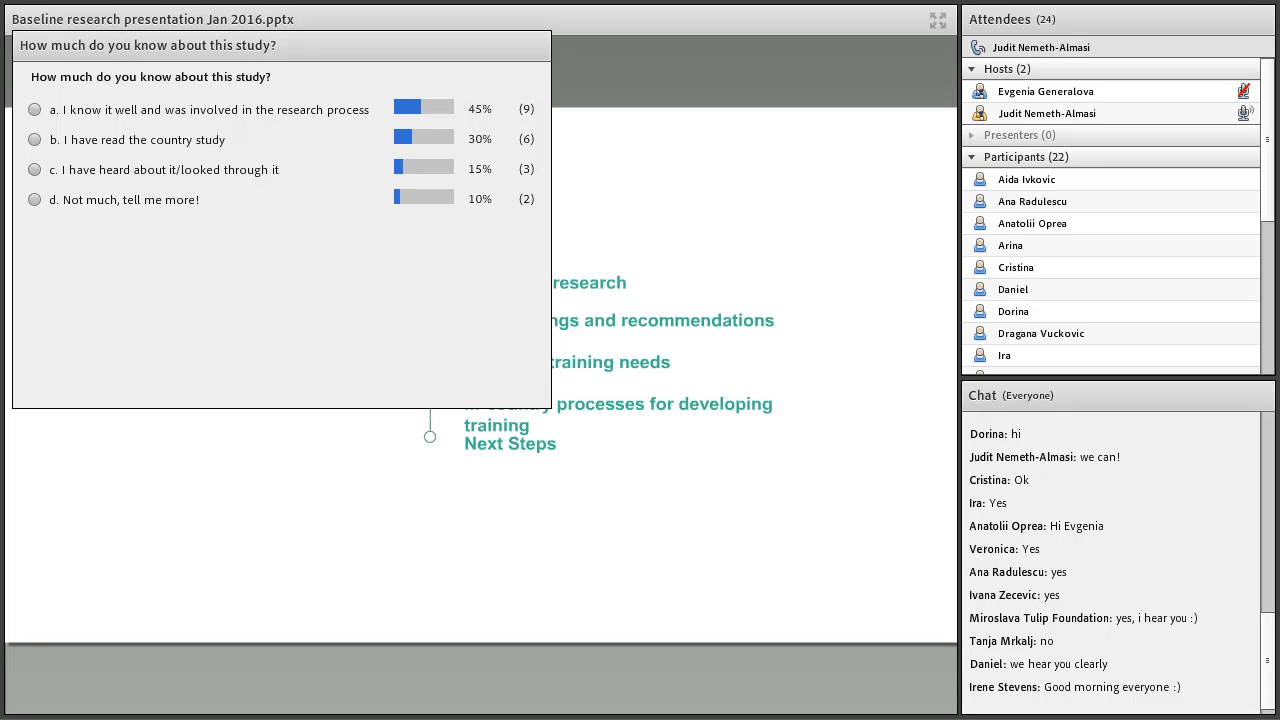 Baseline research presentation Jan 2016.pptx
How much do you know about this study?
How much do you know about this study?
a. I know it well and was involved in the research process 45% (9)
b. I have read the country study 30% (6)
c. I have heard about it/looked through it 15% (3)
d. Not much, tell me more! 10% (2)
research
ngs and recommendations
training needs
processes for developing
training
Next Steps
Attendees (24)
Judit Nemeth-Almasi
Hosts (2)
Evgenia Generalova
Judit Nemeth-Almasi
Presenters (0)
Participants (22)
Aida Ivkovic
Ana Radulescu
Anatolii Oprea
Arina
Cristina
Daniel
Dorina
Dragana Vuckovic
Ira
Chat (Everyone)
Dorina: hi
Judit Nemeth-Almasi: we can!
Cristina: Ok
Ira: Yes
Anatolii Oprea: Hi Evgenia
Veronica: Yes
Ana Radulescu: yes
Ivana Zecevic: yes
Miroslava Tulip Foundation: yes, i hear you :)
Tanja Mrkalj: no
Daniel: we hear you clearly
Irene Stevens: Good morning everyone :)